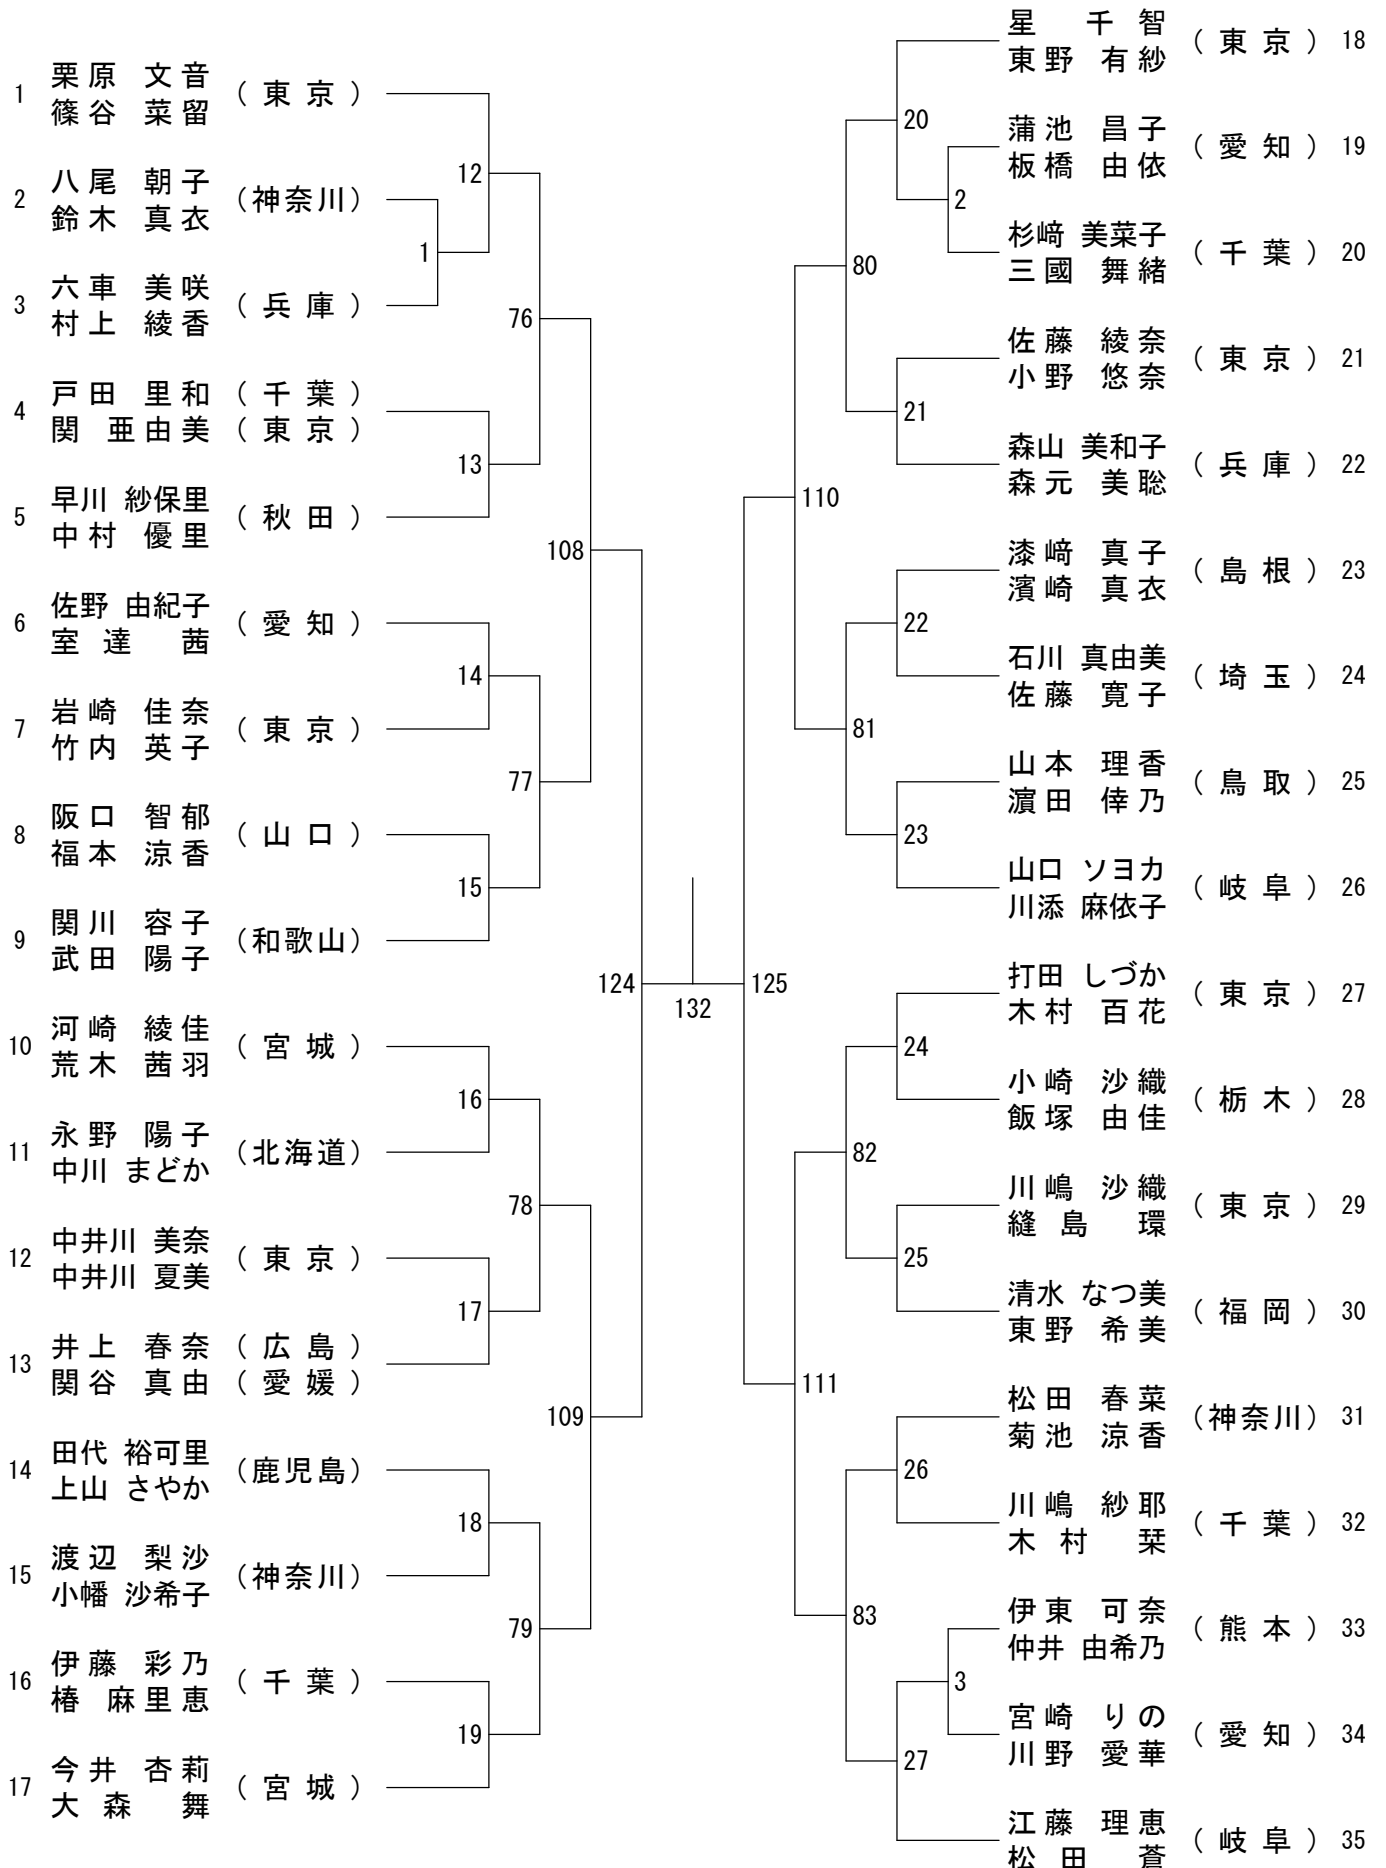 1 栗原 文音 (東京)
篠谷 菜留
12
2 八尾 朝子 (神奈川)
鈴木 真衣
1
3 六車 美咲 (兵庫)
村上 綾香
76
4 戸田 里和 (千葉)
関 亜由美 (東京)
13
5 早川 紗保里 (秋田)
中村 優里
108
6 佐野 由紀子 (愛知)
室達 茜
14
7 岩崎 佳奈 (東京)
竹内 英子
77
8 阪口 智郁 (山口)
福本 涼香
15
9 関川 容子 (和歌山)
武田 陽子
124
132
125
10 河崎 綾佳 (宮城)
荒木 茜羽
16
11 永野 陽子 (北海道)
中川 まどか
78
12 中井川 美奈 (東京)
中井川 夏美
17
13 井上 春奈 (広島)
関谷 真由 (愛媛)
109
14 田代 裕可里 (鹿児島)
上山 さやか
18
15 渡辺 梨沙 (神奈川)
小幡 沙希子
79
16 伊藤 彩乃 (千葉)
椿 麻里恵
19
17 今井 杏莉 (宮城)
大森 舞
星 千智 (東京) 18
東野 有紗
20
蒲池 昌子 (愛知) 19
板橋 由依
2
杉﨑 美菜子 (千葉) 20
三國 舞緒
80
佐藤 綾奈 (東京) 21
小野 悠奈
21
森山 美和子 (兵庫) 22
森元 美聡
110
漆﨑 真子 (島根) 23
濱崎 真衣
22
石川 真由美 (埼玉) 24
佐藤 寛子
81
山本 理香 (鳥取) 25
濵田 倖乃
23
山口 ソヨカ (岐阜) 26
川添 麻依子
打田 しづか (東京) 27
木村 百花
24
小崎 沙織 (栃木) 28
飯塚 由佳
82
川嶋 沙織 (東京) 29
縫島 環
25
清水 なつ美 (福岡) 30
東野 希美
111
松田 春菜 (神奈川) 31
菊池 涼香
26
川嶋 紗耶 (千葉) 32
木村 栞
83
伊東 可奈 (熊本) 33
仲井 由希乃
3
宮崎 りの (愛知) 34
川野 愛華
27
江藤 理恵 (岐阜) 35
松田 蒼